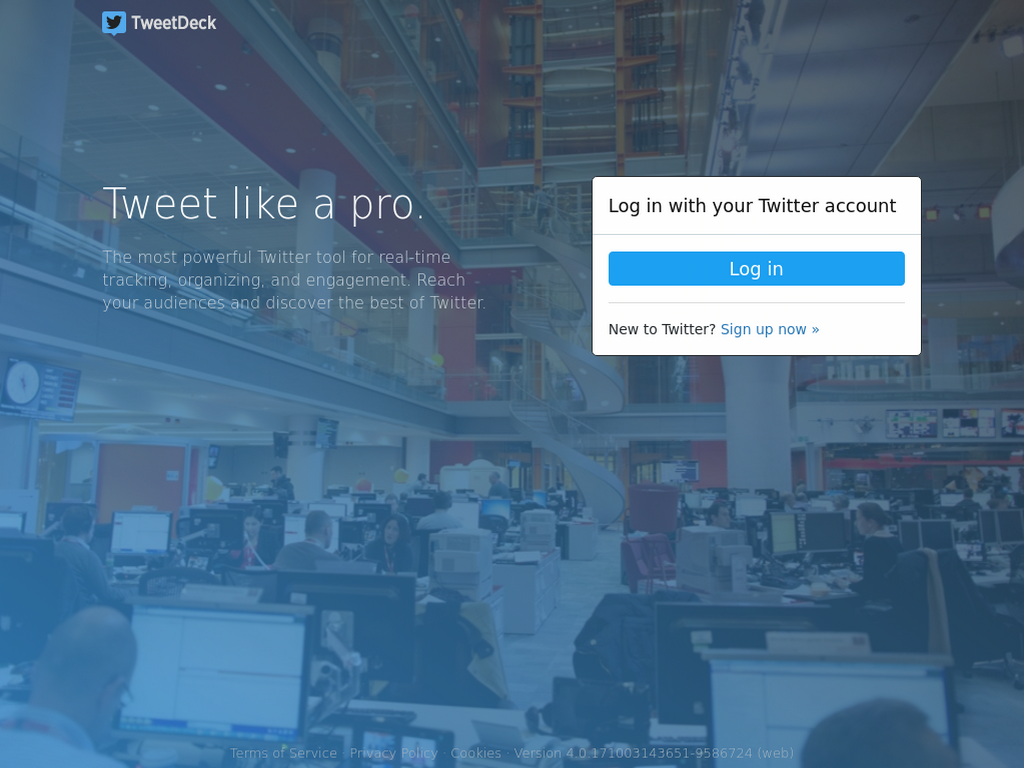 TweetDeck
Tweet like a pro.
The most powerful Twitter tool for real-time
tracking, organizing, and engagement. Reach
your audiences and discover the best of Twitter.
Log in with your Twitter account
Log in
New to Twitter? Sign up now »
Terms of Service · Privacy Policy · Cookies · Version 4.0.171003143651-9586724 (web)